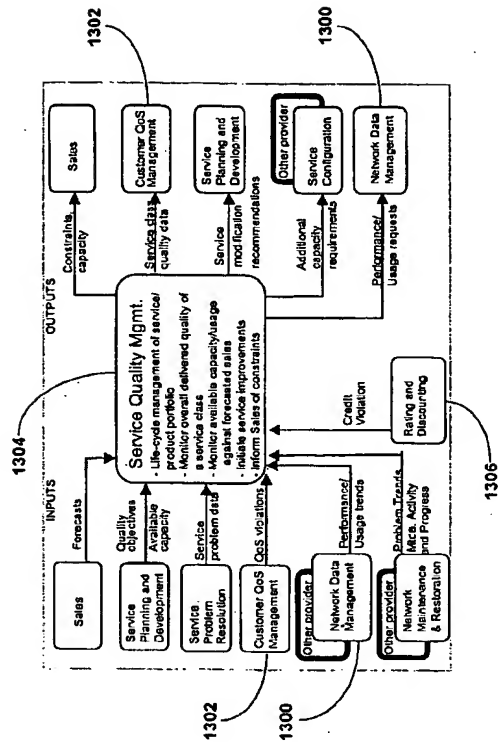 INPUTS
OUTPUTS
1304
Sales
Forecasts
Service
Planning and
Development
Quality
objectives
Available
capacity
Service
Problem
Resolution
Service
problem data
Customer QoS
Management
QoS violations
1302
Other provider
Network Data
Management
Performance/
Usage trends
1300
Other provider
Network
Maintenance
& Restoration
Problem Trends
Mtce. Activity
and Progress
Rating and
Discounting
Credit
Violation
1306
Service Quality Mgmt.
- Life-cycle management of service/
product portfolio
- Monitor overall delivered quality of
a service class
- Monitor available capacity/usage
against forecasted sales
- Initiate service improvements
- Inform Sales of constraints
Constraints,
capacity
Sales
Service class
quality data
Customer QoS
Management
1302
Service
modification
recommendations
Service
Planning and
Development
Additional
capacity
requirements
Other provider
Service
Configuration
Performance/
Usage requests
Network Data
Management
1300